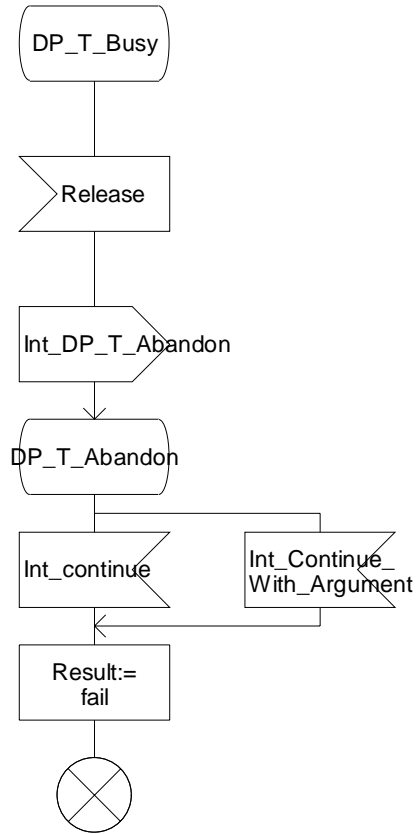 DP_T_Busy
Release
Int_DP_T_Abandon
DP_T_Abandon
Int_continue
Int_Continue_
With_Argument
Result:=
fail